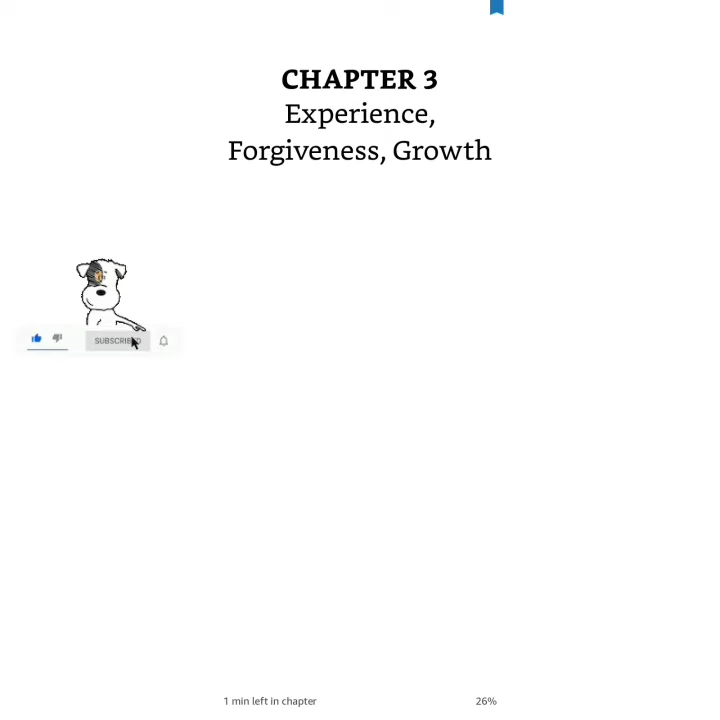 CHAPTER 3
Experience,
Forgiveness, Growth
SUBSCRIBED
1 min left in chapter
26%